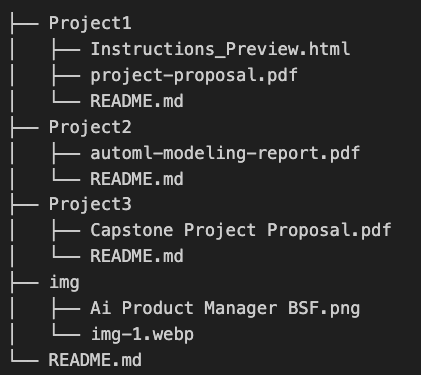 ├── Project1
│   ├── Instructions_Preview.html
│   ├── project-proposal.pdf
│   └── README.md
├── Project2
│   ├── automl-modeling-report.pdf
│   └── README.md
├── Project3
│   ├── Capstone Project Proposal.pdf
│   └── README.md
├── img
│   ├── Ai Product Manager BSF.png
│   └── img-1.webp
└── README.md